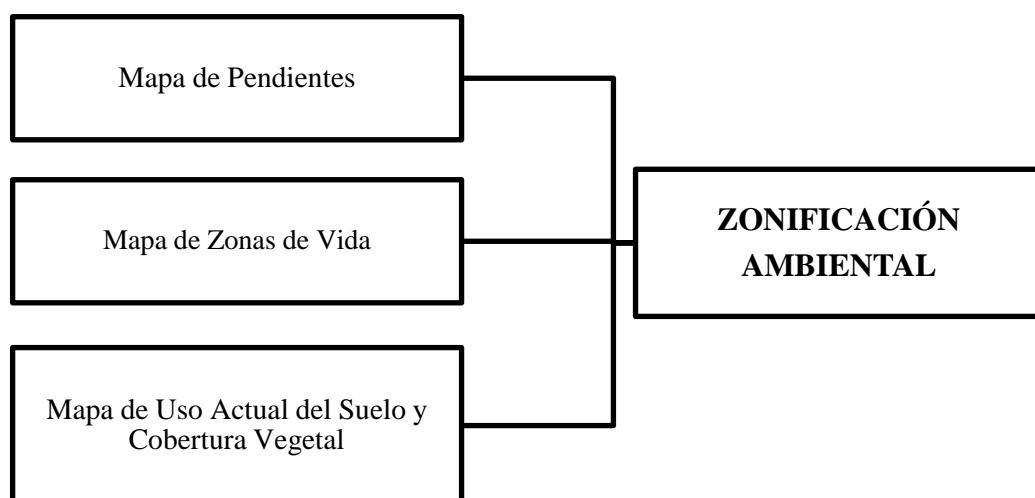 Mapa de Pendientes
Mapa de Zonas de Vida
Mapa de Uso Actual del Suelo y
Cobertura Vegetal
ZONIFICACIÓN
AMBIENTAL